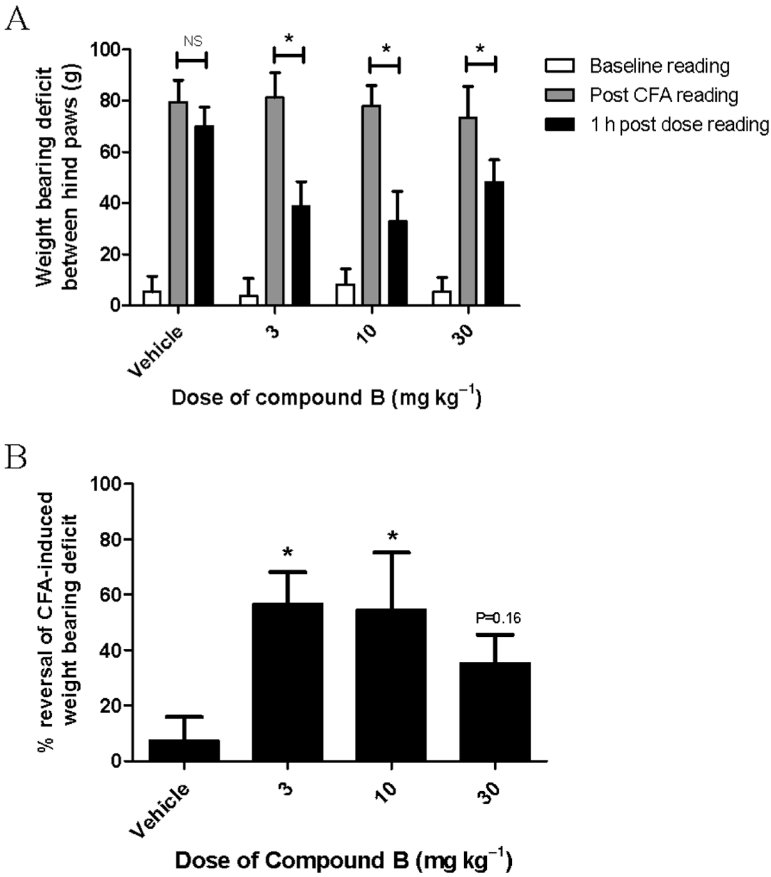 A
Weight bearing deficit
between hind paws (g)
100
80
60
40
20
0
NS
*
*
*
Baseline reading
Post CFA reading
1 h post dose reading
Vehicle
3
10
30
Dose of compound B (mg kg⁻¹)
B
% reversal of CFA-induced
weight bearing deficit
100
80
60
40
20
0
*
*
P=0.16
Vehicle
3
10
30
Dose of Compound B (mg kg⁻¹)